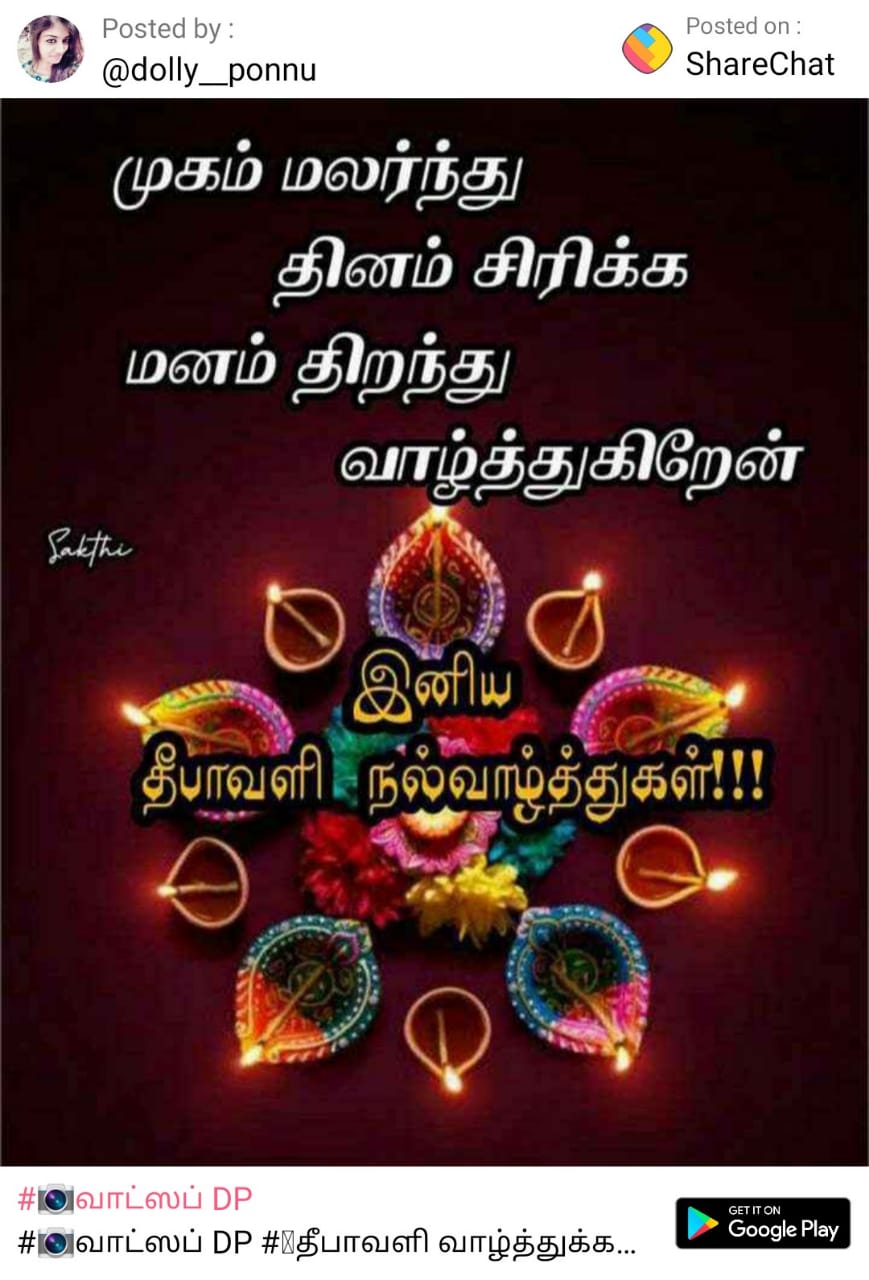 Posted by :
@dolly__ponnu
Posted on :
ShareChat
முகம் மலர்ந்து
தினம் சிரிக்க
மனம் திறந்து
வாழ்த்துகிறேன்
Sakthi
இனிய
தீபாவளி நல்வாழ்த்துகள்!!!
#📷வாட்ஸப் DP
#📷வாட்ஸப் DP #தீபாவளி வாழ்த்துக்க...
GET IT ON
Google Play